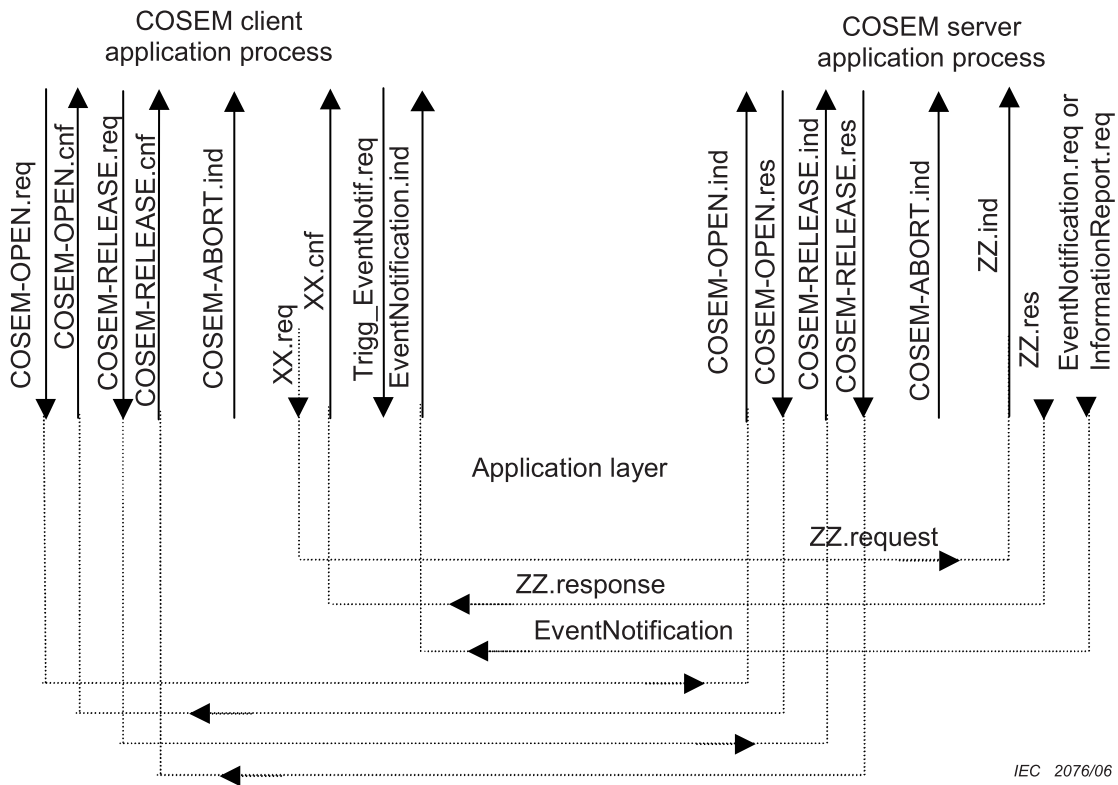 COSEM client
application process
COSEM server
application process
COSEM-OPEN.req
COSEM-OPEN.cnf
COSEM-RELEASE.req
COSEM-RELEASE.cnf
COSEM-ABORT.ind
XX.req
XX.cnf
Trigg_EventNotif.req
EventNotification.ind
COSEM-OPEN.ind
COSEM-OPEN.res
COSEM-RELEASE.ind
COSEM-RELEASE.res
COSEM-ABORT.ind
ZZ.ind
ZZ.res
EventNotification.req or
InformationReport.req
Application layer
ZZ.request
ZZ.response
EventNotification
IEC 2076/06